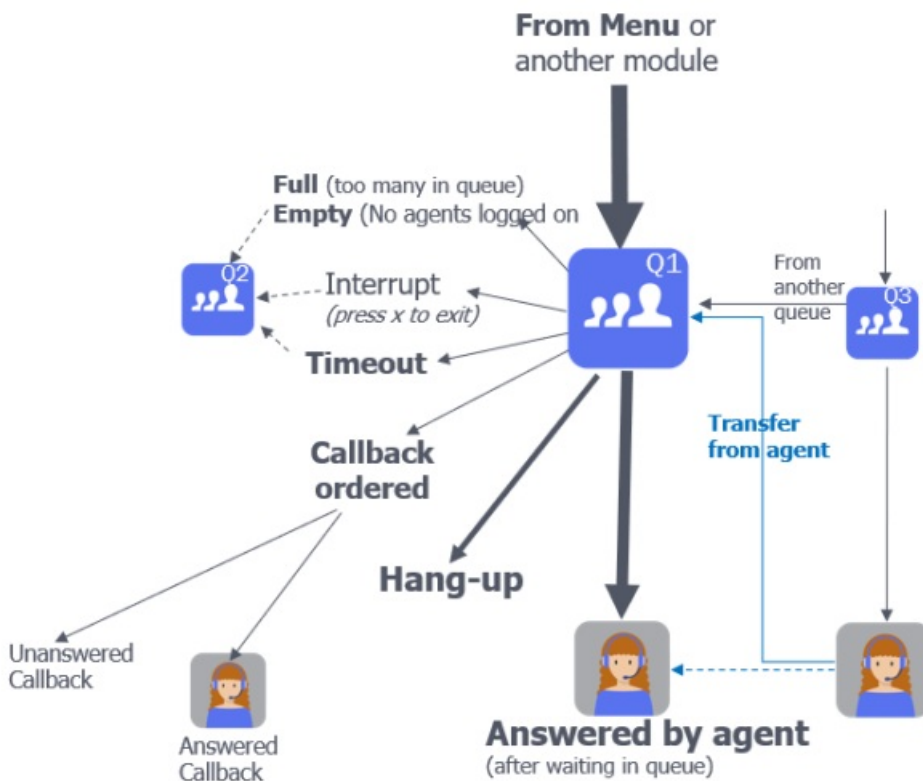 From Menu or
another module
Full (too many in queue)
Empty (No agents logged on
Q1
Q2
Interrupt
(press x to exit)
From
another
queue
Q3
Timeout
Transfer
from agent
Callback
ordered
Hang-up
Unanswered
Callback
Answered
Callback
Answered by agent
(after waiting in queue)